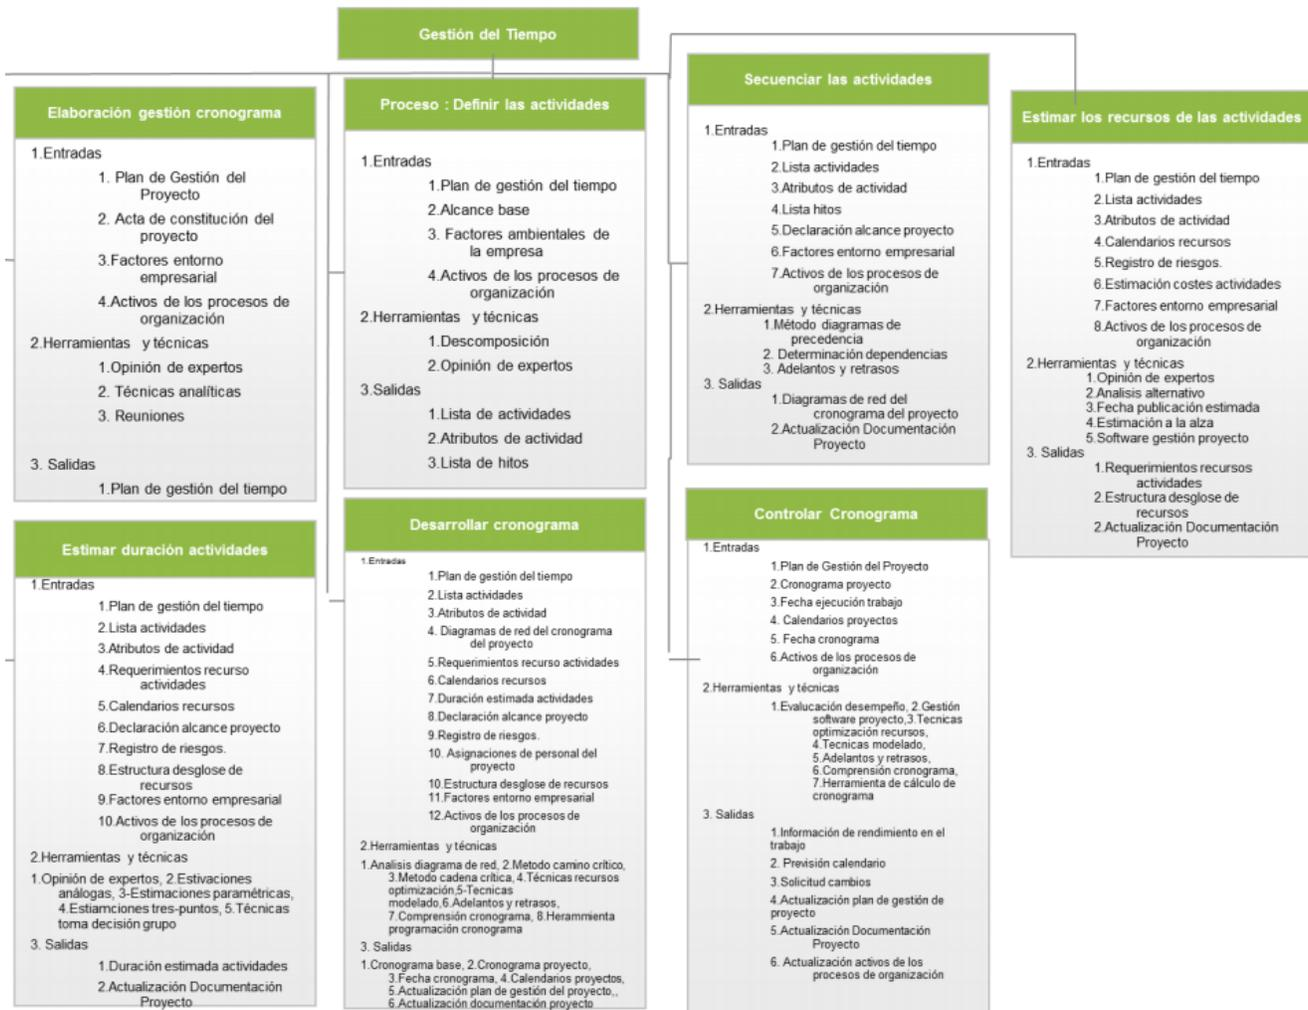 Gestión del Tiempo
Elaboración gestión cronograma
1.Entradas
1. Plan de Gestión del
Proyecto
2. Acta de constitución del
proyecto
3.Factores entorno
empresarial
4.Activos de los procesos de
organización
2.Herramientas y técnicas
1.Opinión de expertos
2. Técnicas analíticas
3. Reuniones
3. Salidas
1.Plan de gestión del tiempo
Proceso : Definir las actividades
1.Entradas
1.Plan de gestión del tiempo
2.Alcance base
3. Factores ambientales de
la empresa
4.Activos de los procesos de
organización
2.Herramientas y técnicas
1.Descomposición
2.Opinión de expertos
3.Salidas
1.Lista de actividades
2.Atributos de actividad
3.Lista de hitos
Secuenciar las actividades
1.Entradas
1.Plan de gestión del tiempo
2.Lista actividades
3.Atributos de actividad
4.Lista hitos
5.Declaración alcance proyecto
6.Factores entorno empresarial
7.Activos de los procesos de
organización
2.Herramientas y técnicas
1.Método diagramas de
precedencia
2. Determinación dependencias
3. Adelantos y retrasos
3. Salidas
1.Diagramas de red del
cronograma del proyecto
2.Actualización Documentación
Proyecto
Estimar los recursos de las actividades
1.Entradas
1.Plan de gestión del tiempo
2.Lista actividades
3.Atributos de actividad
4.Calendarios recursos
5.Registro de riesgos.
6.Estimación costes actividades
7.Factores entorno empresarial
8.Activos de los procesos de
organización
2.Herramientas y técnicas
1.Opinión de expertos
2.Analisis alternativo
3.Fecha publicación estimada
4.Estimación a la alza
5.Software gestión proyecto
3. Salidas
1.Requerimientos recursos
actividades
2.Estructura desglose de
recursos
2.Actualización Documentación
Proyecto
Estimar duración actividades
1.Entradas
1.Plan de gestión del tiempo
2.Lista actividades
3.Atributos de actividad
4.Requerimientos recurso
actividades
5.Calendarios recursos
6.Declaración alcance proyecto
7.Registro de riesgos.
8.Estructura desglose de
recursos
9.Factores entorno empresarial
10.Activos de los procesos de
organización
2.Herramientas y técnicas
1.Opinión de expertos, 2.Estivaciones
análogas, 3-Estimaciones paramétricas,
4.Estiamciones tres-puntos, 5.Técnicas
toma decisión grupo
3. Salidas
1.Duración estimada actividades
2.Actualización Documentación
Proyecto
Desarrollar cronograma
1.Entradas
1.Plan de gestión del tiempo
2.Lista actividades
3.Atributos de actividad
4. Diagramas de red del cronograma
del proyecto
5.Requerimientos recurso actividades
6.Calendarios recursos
7.Duración estimada actividades
8.Declaración alcance proyecto
9.Registro de riesgos.
10. Asignaciones de personal del
proyecto
10.Estructura desglose de recursos
11.Factores entorno empresarial
12.Activos de los procesos de
organización
2.Herramientas y técnicas
1.Analisis diagrama de red, 2.Metodo camino crítico,
3.Metodo cadena crítica, 4.Técnicas recursos
optimización,5-Tecnicas
modelado,6.Adelantos y retrasos,
7.Comprensión cronograma, 8.Herammienta
programación cronograma
3. Salidas
1.Cronograma base, 2.Cronograma proyecto,
3.Fecha cronograma, 4.Calendarios proyectos,
5.Actualización plan de gestión del proyecto,,
6.Actualización documentación proyecto
Controlar Cronograma
1.Entradas
1.Plan de Gestión del Proyecto
2.Cronograma proyecto
3.Fecha ejecución trabajo
4. Calendarios proyectos
5. Fecha cronograma
6.Activos de los procesos de
organización
2.Herramientas y técnicas
1.Evalucación desempeño, 2.Gestión
software proyecto,3.Tecnicas
optimización recursos,
4.Tecnicas modelado,
5.Adelantos y retrasos,
6.Comprensión cronograma,
7.Herramienta de cálculo de
cronograma
3. Salidas
1.Información de rendimiento en el
trabajo
2. Previsión calendario
3.Solicitud cambios
4.Actualización plan de gestión de
proyecto
5.Actualización Documentación
Proyecto
6. Actualización activos de los
procesos de organización